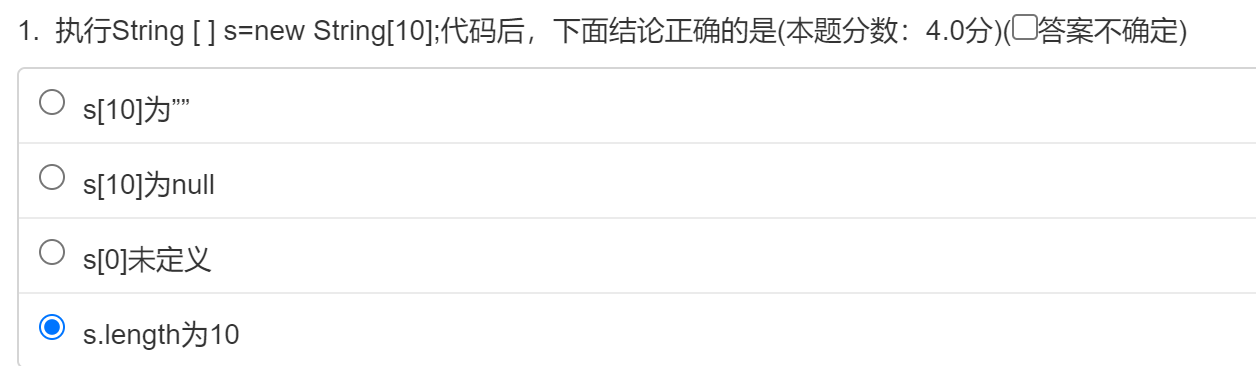 1. 执行String [ ] s=new String[10];代码后，下面结论正确的是(本题分数：4.0分)(答案不确定)
s[10]为””
s[10]为null
s[0]未定义
s.length为10